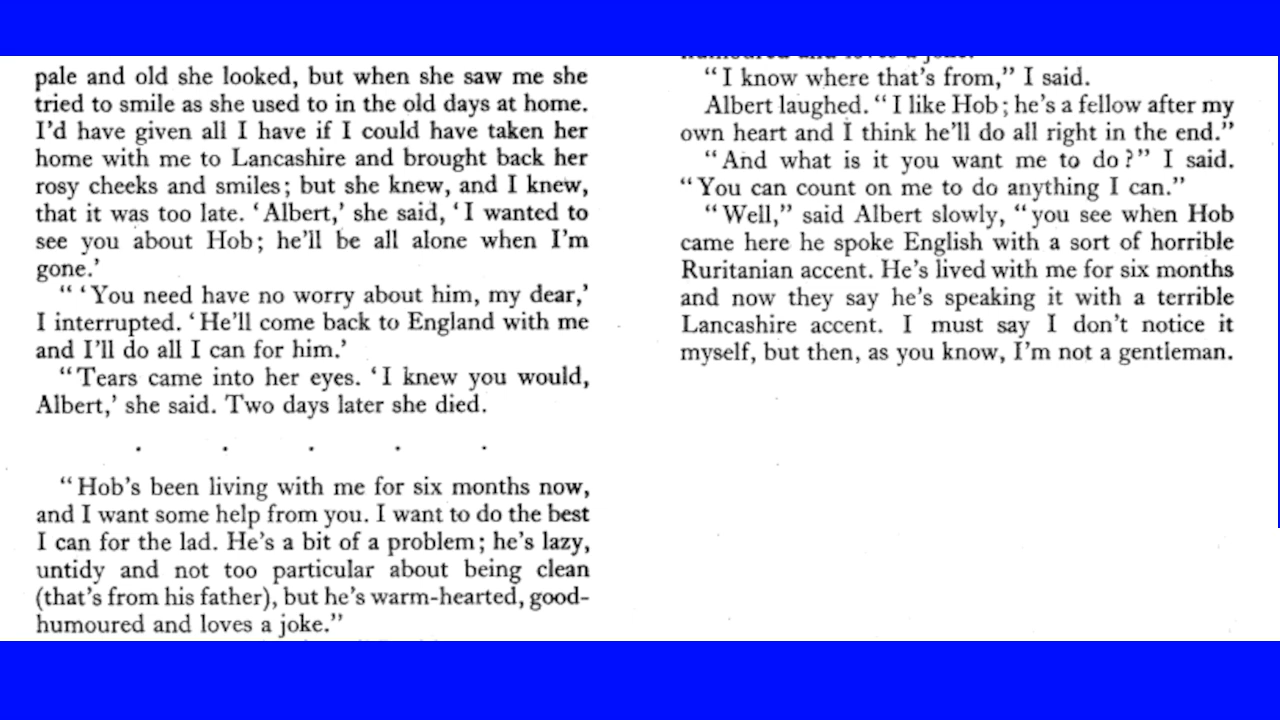 pale and old she looked, but when she saw me she
tried to smile as she used to in the old days at home.
I'd have given all I have if I could have taken her
home with me to Lancashire and brought back her
rosy cheeks and smiles; but she knew, and I knew,
that it was too late. ‘Albert,’ she said, ‘I wanted to
see you about Hob; he'll be all alone when I'm
gone.’
“ ‘You need have no worry about him, my dear,’
I interrupted. ‘He'll come back to England with me
and I'll do all I can for him.’
“Tears came into her eyes. ‘I knew you would,
Albert,’ she said. Two days later she died.
. . . . .
“Hob's been living with me for six months now,
and I want some help from you. I want to do the best
I can for the lad. He's a bit of a problem; he's lazy,
untidy and not too particular about being clean
(that's from his father), but he's warm-hearted, good-
humoured and loves a joke.”
humoured and loves a joke.”
“I know where that's from,” I said.
Albert laughed. “I like Hob; he's a fellow after my
own heart and I think he'll do all right in the end.”
“And what is it you want me to do?” I said.
“You can count on me to do anything I can.”
“Well,” said Albert slowly, “you see when Hob
came here he spoke English with a sort of horrible
Ruritanian accent. He's lived with me for six months
and now they say he's speaking it with a terrible
Lancashire accent. I must say I don't notice it
myself, but then, as you know, I'm not a gentleman.